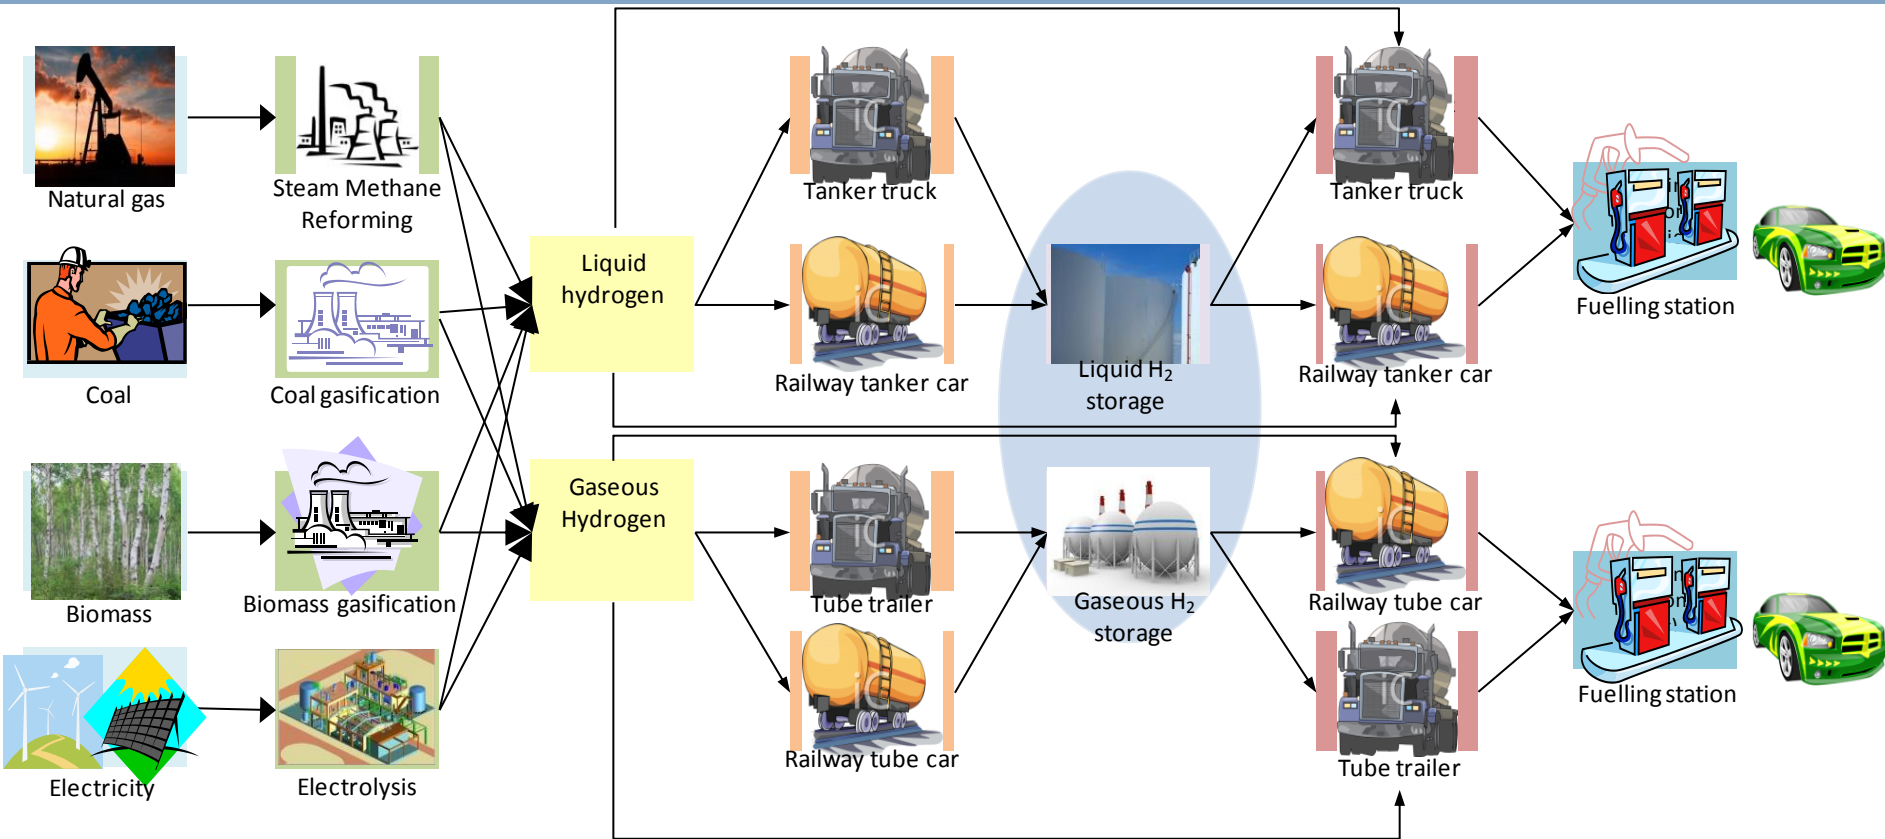 Natural gas
Steam Methane
Reforming
Coal
Coal gasification
Biomass
Biomass gasification
Electricity
Electrolysis
Liquid
hydrogen
Gaseous
Hydrogen
Tanker truck
Railway tanker car
Tube trailer
Railway tube car
Liquid H₂
storage
Gaseous H₂
storage
Tanker truck
Railway tanker car
Railway tube car
Tube trailer
Fuelling station
Fuelling station